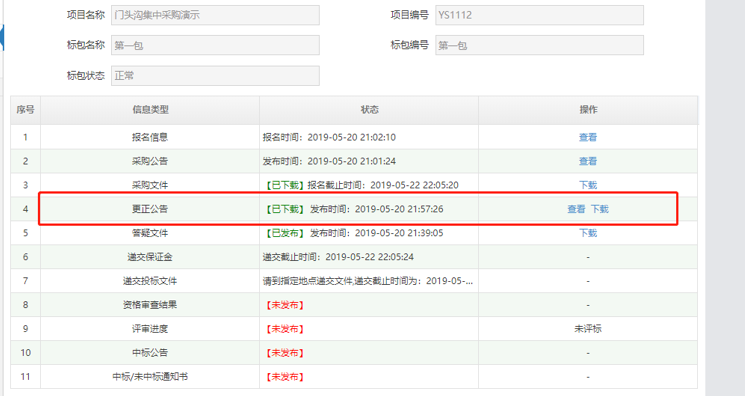 项目名称 门头沟集中采购演示 项目编号 YS1112
标包名称 第一包 标包编号 第一包
标包状态 正常
序号 信息类型 状态 操作
1 报名信息 报名时间：2019-05-20 21:02:10 查看
2 采购公告 发布时间：2019-05-20 21:01:24 查看
3 采购文件 【已下载】报名截止时间：2019-05-22 22:05:20 下载
4 更正公告 【已下载】 发布时间：2019-05-20 21:57:26 查看 下载
5 答疑文件 【已发布】 发布时间：2019-05-20 21:39:05 下载
6 递交保证金 递交截止时间：2019-05-22 22:05:24 -
7 递交投标文件 请到指定地点递交文件,递交截止时间为：2019-05-... -
8 资格审查结果 【未发布】 -
9 评审进度 【未发布】 未评标
10 中标公告 【未发布】 -
11 中标/未中标通知书 【未发布】 -